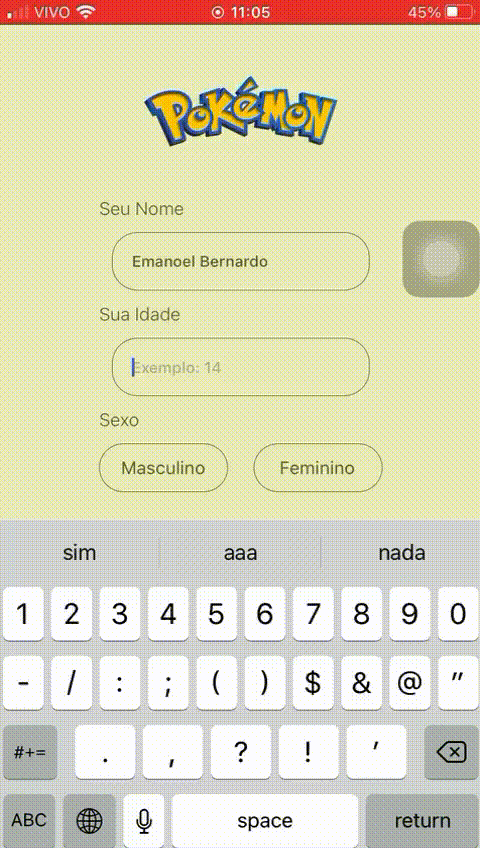 VIVO 11:05 45%
POKéMON
Seu Nome
Emanoel Bernardo
Sua Idade
Exemplo: 14
Sexo
Masculino Feminino
sim aaa nada
1 2 3 4 5 6 7 8 9 0
- / : ; ( ) $ & @ "
#+= . , ? ! '
ABC space return